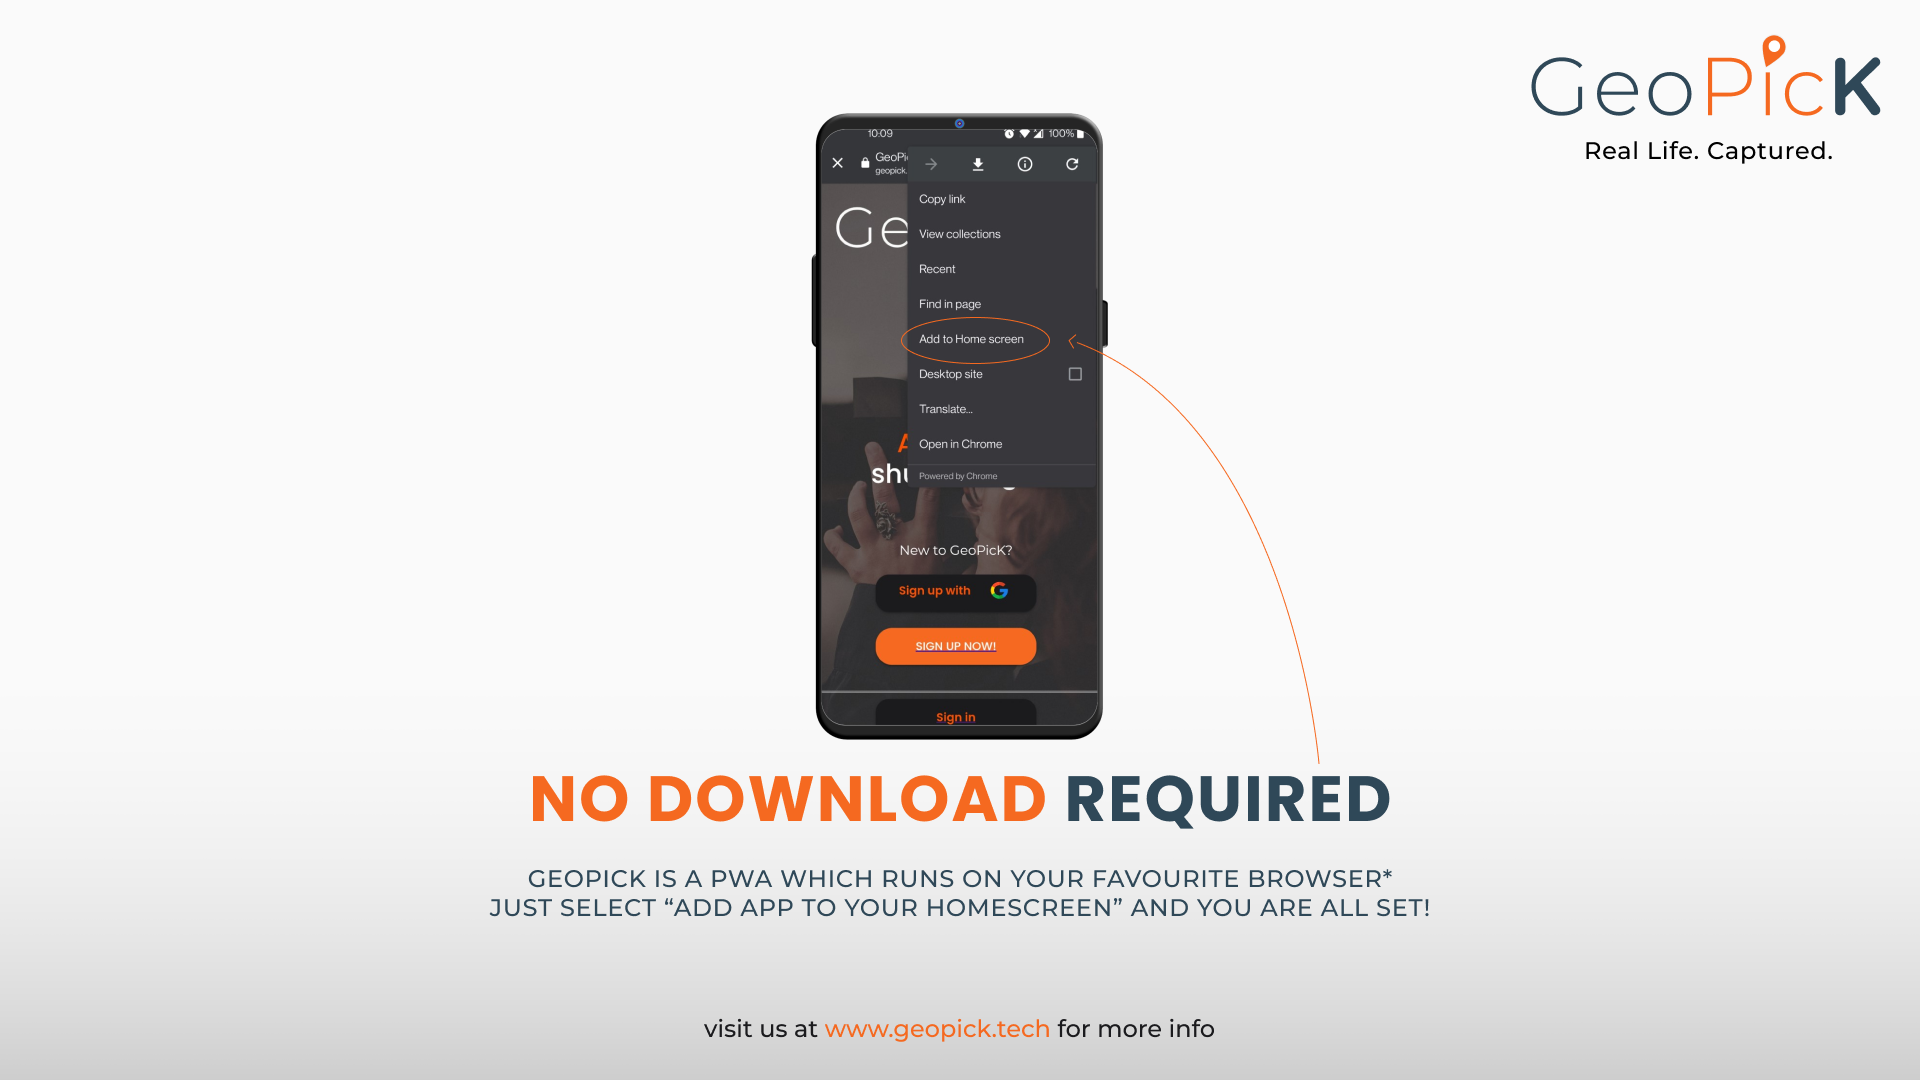 GeoPicK
Real Life. Captured.
10:09
100%
GeoPi
geopick.
Copy link
View collections
Recent
Find in page
Add to Home screen
Desktop site
Translate...
Open in Chrome
Powered by Chrome
Ge
A
shu
New to GeoPicK?
Sign up with G
SIGN UP NOW!
Sign in
NO DOWNLOAD REQUIRED
GEOPICK IS A PWA WHICH RUNS ON YOUR FAVOURITE BROWSER*
JUST SELECT “ADD APP TO YOUR HOMESCREEN” AND YOU ARE ALL SET!
visit us at www.geopick.tech for more info